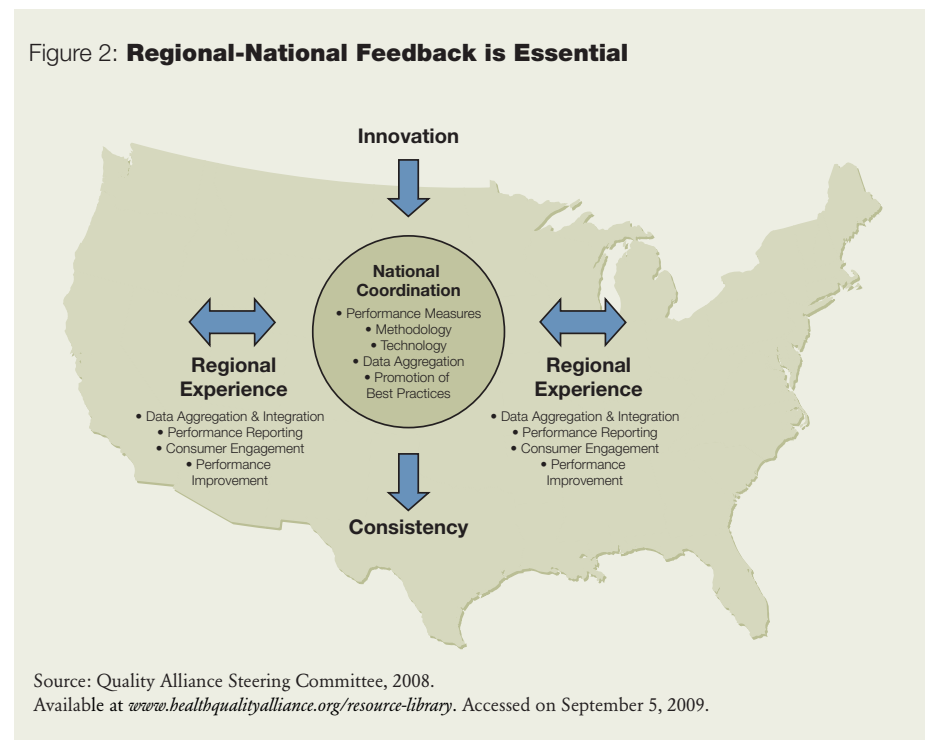 Figure 2: Regional-National Feedback is Essential
Innovation
National
Coordination
• Performance Measures
• Methodology
• Technology
• Data Aggregation
• Promotion of
Best Practices
Regional
Experience
• Data Aggregation & Integration
• Performance Reporting
• Consumer Engagement
• Performance
Improvement
Regional
Experience
• Data Aggregation & Integration
• Performance Reporting
• Consumer Engagement
• Performance
Improvement
Consistency
Source: Quality Alliance Steering Committee, 2008.
Available at www.healthqualityalliance.org/resource-library. Accessed on September 5, 2009.